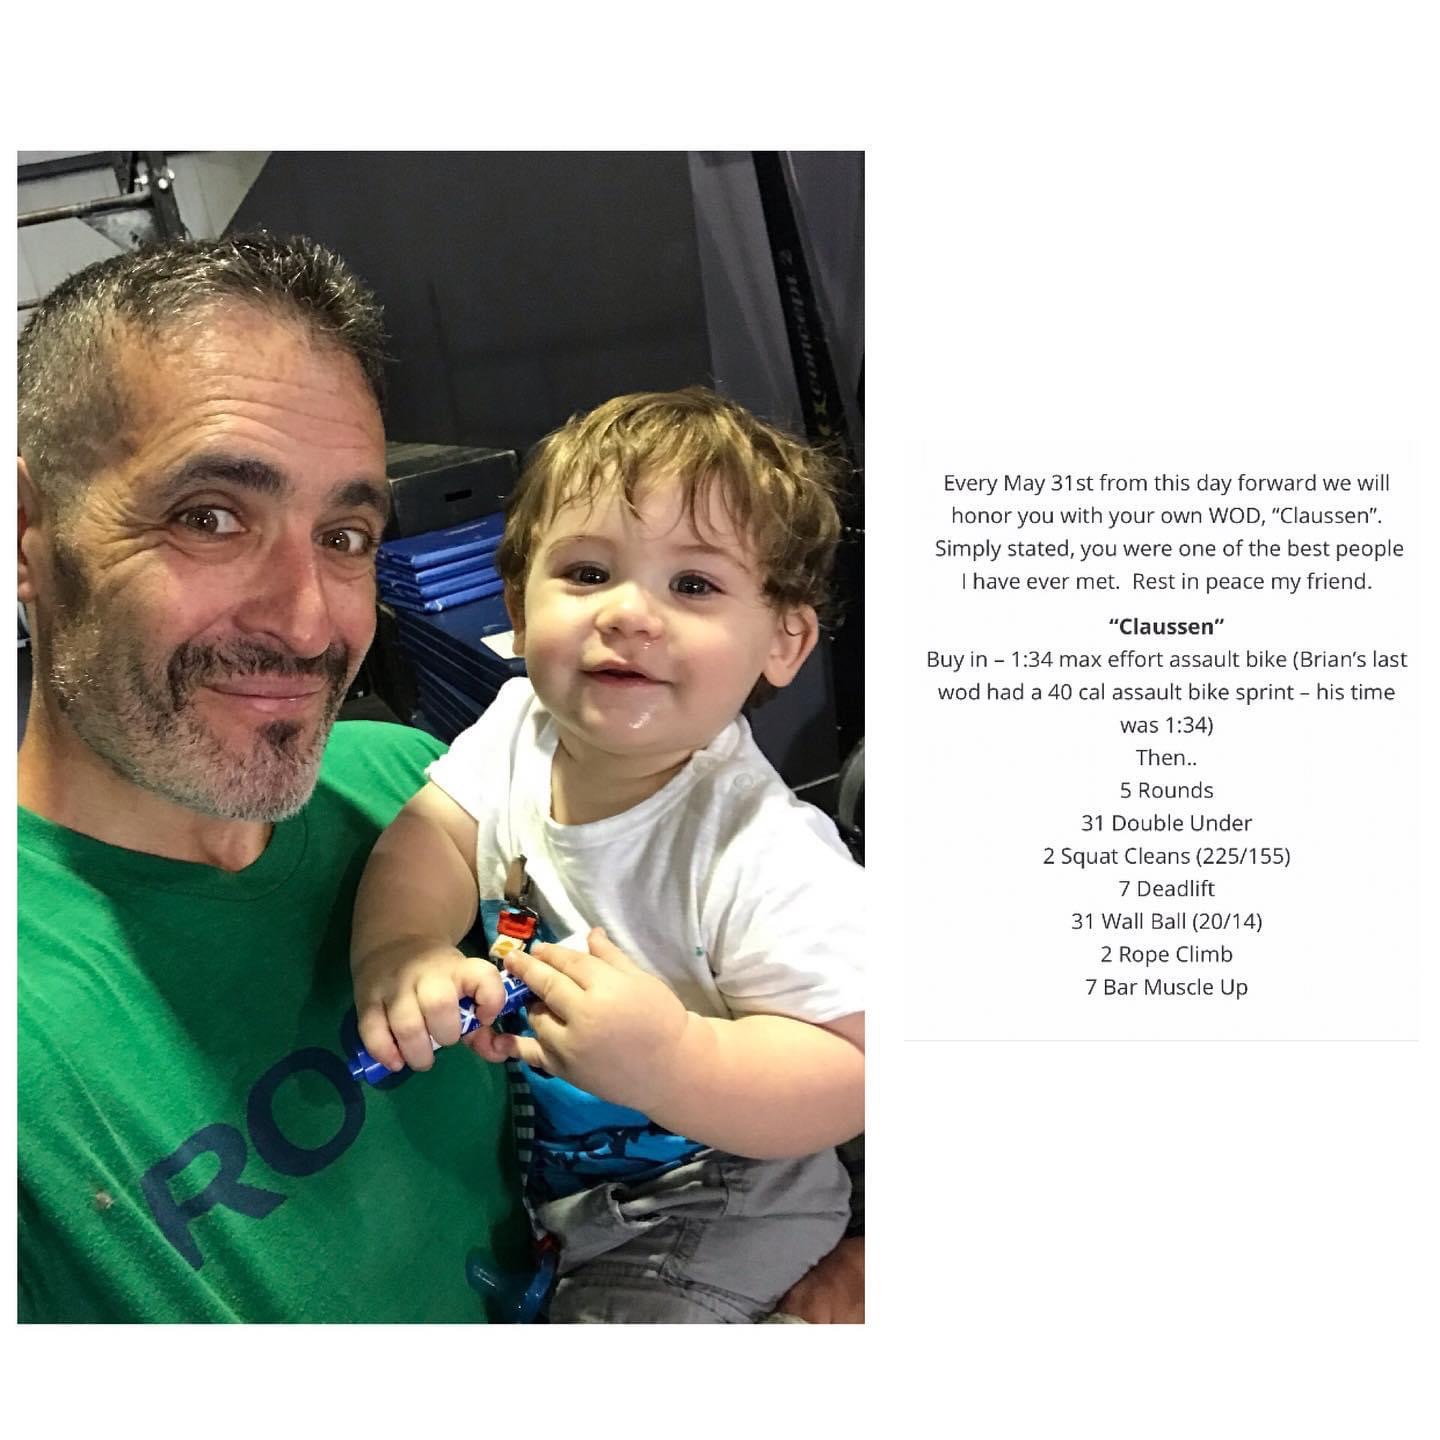 CONCEPT 2
RO
Every May 31st from this day forward we will
honor you with your own WOD, “Claussen”.
Simply stated, you were one of the best people
I have ever met.  Rest in peace my friend.
“Claussen”
Buy in – 1:34 max effort assault bike (Brian’s last
wod had a 40 cal assault bike sprint – his time
was 1:34)
Then..
5 Rounds
31 Double Under
2 Squat Cleans (225/155)
7 Deadlift
31 Wall Ball (20/14)
2 Rope Climb
7 Bar Muscle Up